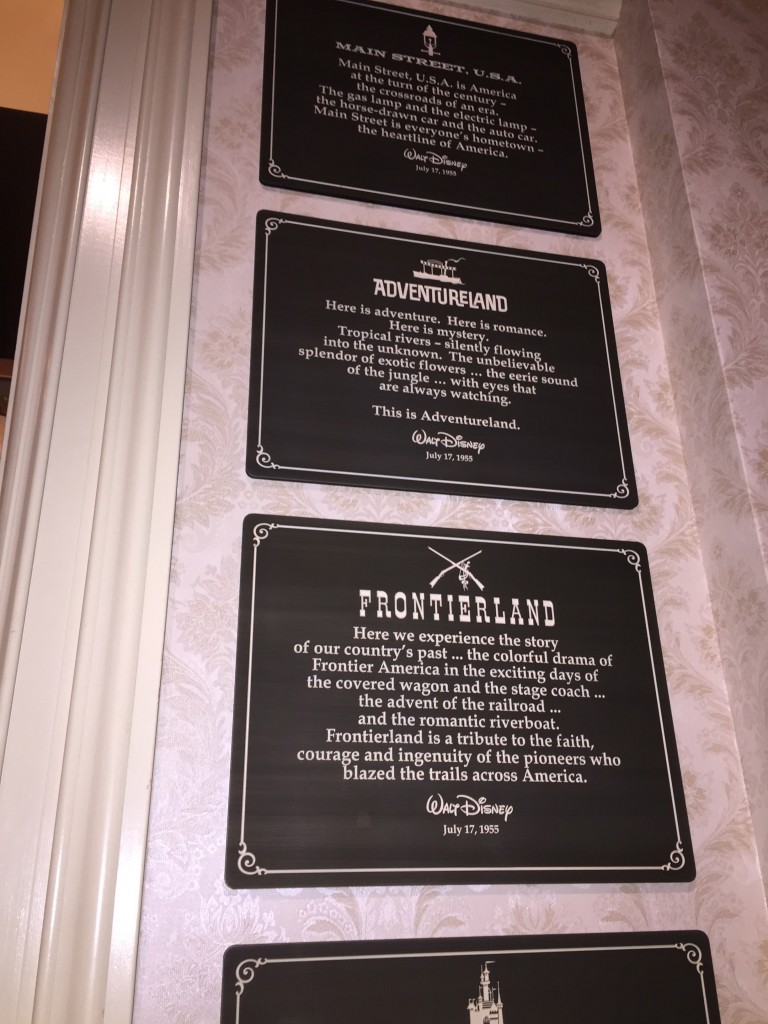 MAIN STREET, U.S.A.
Main Street, U.S.A. is America
at the turn of the century –
the crossroads of an era.
The gas lamp and the electric lamp –
the horse-drawn car and the auto car.
Main Street is everyone's hometown –
the heartline of America.
WALT DISNEY
July 17, 1955
ADVENTURELAND
Here is adventure. Here is romance.
Here is mystery.
Tropical rivers – silently flowing
into the unknown. The unbelievable
splendor of exotic flowers ... the eerie sound
of the jungle ... with eyes that
are always watching.
This is Adventureland.
WALT DISNEY
July 17, 1955
FRONTIERLAND
Here we experience the story
of our country's past ... the colorful drama of
Frontier America in the exciting days of
the covered wagon and the stage coach ...
the advent of the railroad ...
and the romantic riverboat.
Frontierland is a tribute to the faith,
courage and ingenuity of the pioneers who
blazed the trails across America.
WALT DISNEY
July 17, 1955